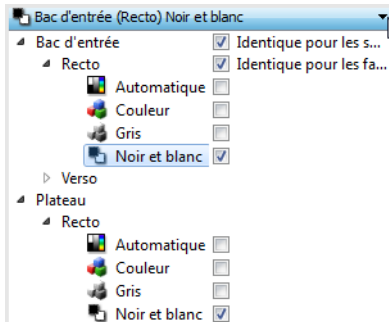 Bac d'entrée (Recto) Noir et blanc
Bac d'entrée Identique pour les s...
Recto Identique pour les fa...
Automatique
Couleur
Gris
Noir et blanc
Verso
Plateau
Recto
Automatique
Couleur
Gris
Noir et blanc